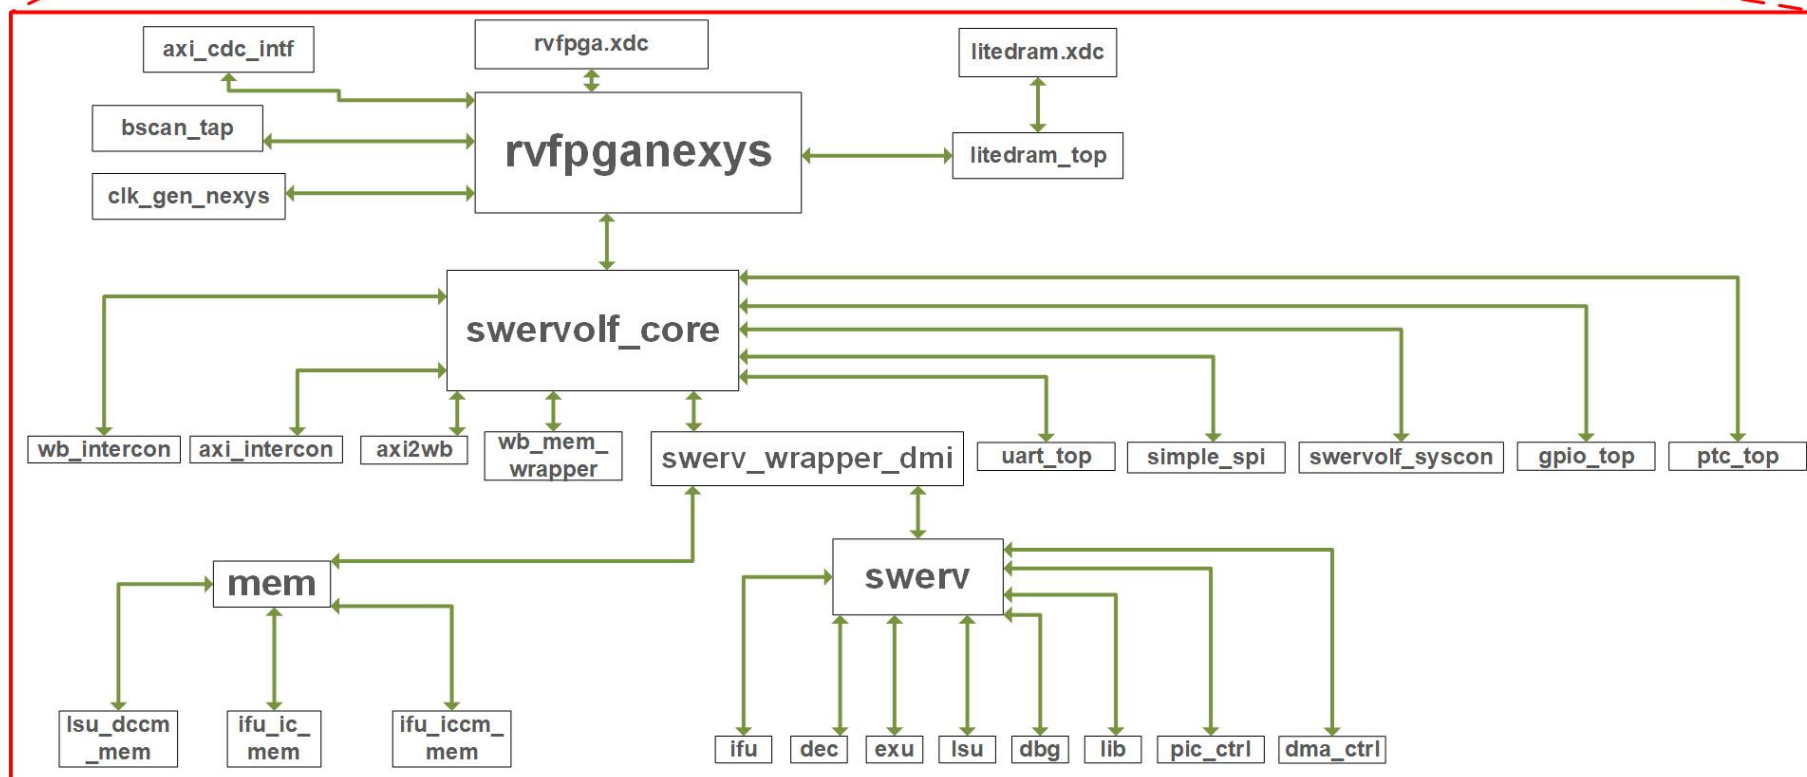 axi_cdc_intf
rvfpga.xdc
litedram.xdc
bscan_tap
rvfpganexys
litedram_top
clk_gen_nexys
swervolf_core
wb_intercon
axi_intercon
axi2wb
wb_mem_
wrapper
swerv_wrapper_dmi
uart_top
simple_spi
swervolf_syscon
gpio_top
ptc_top
mem
swerv
lsu_dccm
_mem
ifu_ic_
mem
ifu_iccm_
mem
ifu
dec
exu
lsu
dbg
lib
pic_ctrl
dma_ctrl